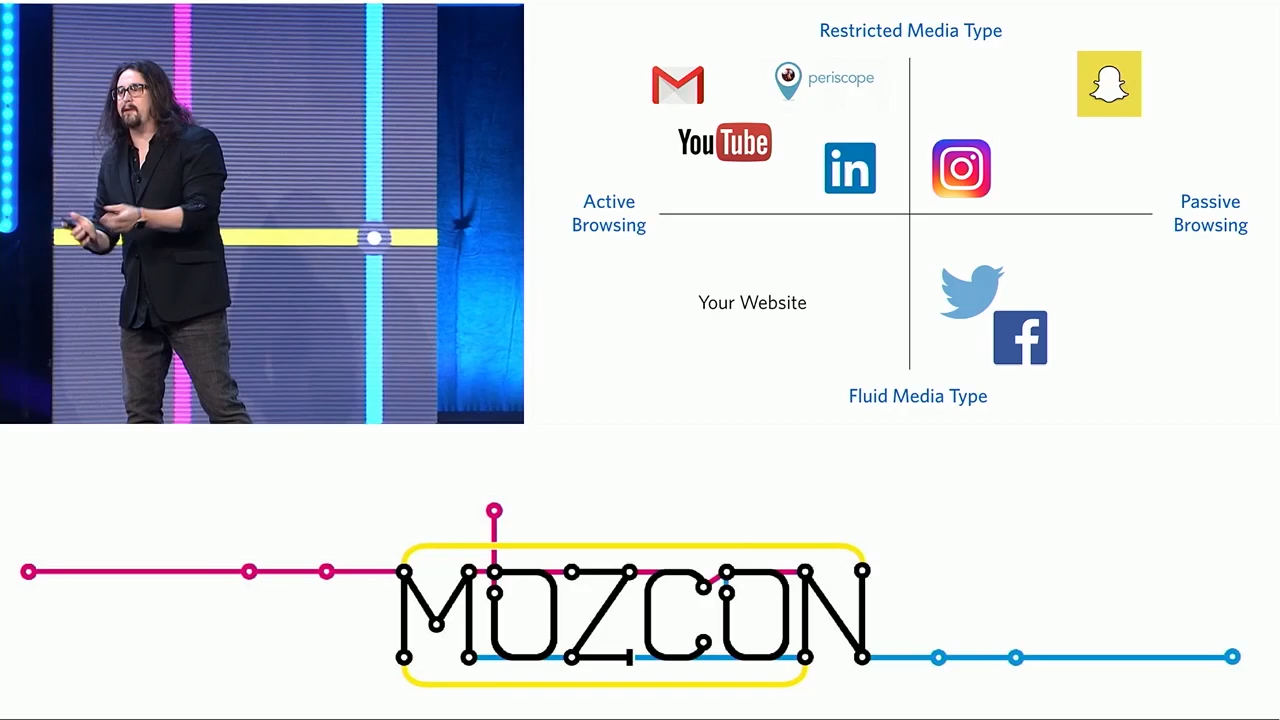 Restricted Media Type
periscope
YouTube
in
Active
Browsing
Passive
Browsing
Your Website
f
Fluid Media Type
MOZCON